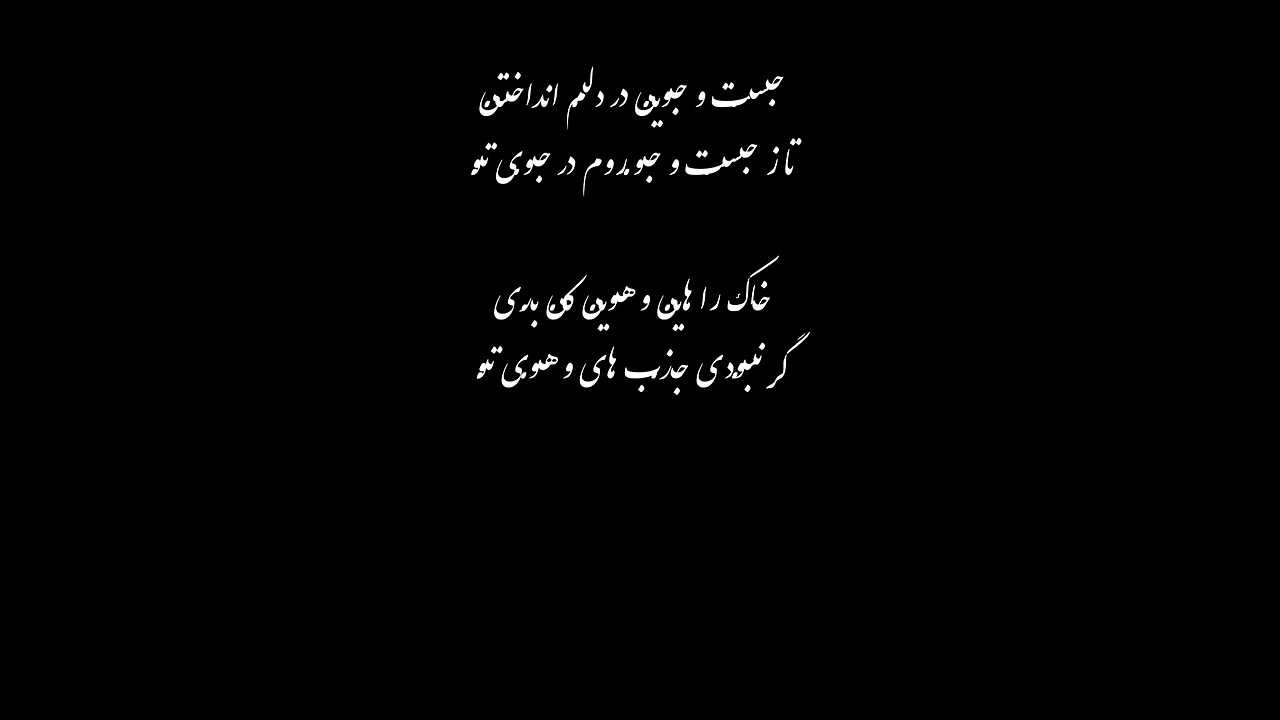 جست و جویی در دلم انداختی
تا ز جست و جو روم در جوی تو
خاک را هایی و هویی کی بدی
گر نبودی جذب های و هوی تو